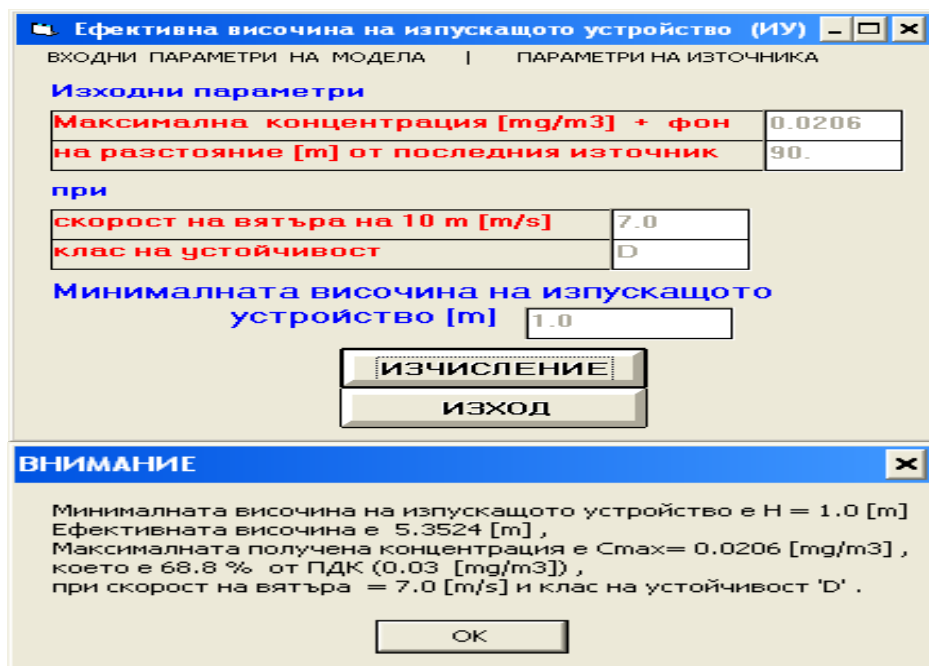 Ефективна височина на изпускащото устройство (ИУ)
ВХОДНИ ПАРАМЕТРИ НА МОДЕЛА | ПАРАМЕТРИ НА ИЗТОЧНИКА
Изходни параметри
Максимална концентрация [mg/m3] + фон 0.0206
на разстояние [m] от последния източник 90.
при
скорост на вятъра на 10 m [m/s] 7.0
клас на устойчивост D
Минималната височина на изпускащото
устройство [m] 1.0
ИЗЧИСЛЕНИЕ
ИЗХОД
ВНИМАНИЕ
Минималната височина на изпускащото устройство е H = 1.0 [m]
Ефективната височина е 5.3524 [m] ,
Максималната получена концентрация е Cmax= 0.0206 [mg/m3] ,
което е 68.8 % от ПДК (0.03 [mg/m3]) ,
при скорост на вятъра = 7.0 [m/s] и клас на устойчивост 'D' .
OK